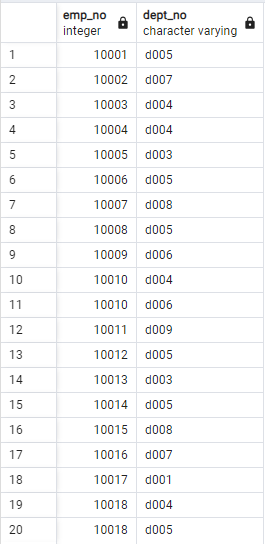 emp_no dept_no
integer character varying
1 10001 d005
2 10002 d007
3 10003 d004
4 10004 d004
5 10005 d003
6 10006 d005
7 10007 d008
8 10008 d005
9 10009 d006
10 10010 d004
11 10010 d006
12 10011 d009
13 10012 d005
14 10013 d003
15 10014 d005
16 10015 d008
17 10016 d007
18 10017 d001
19 10018 d004
20 10018 d005